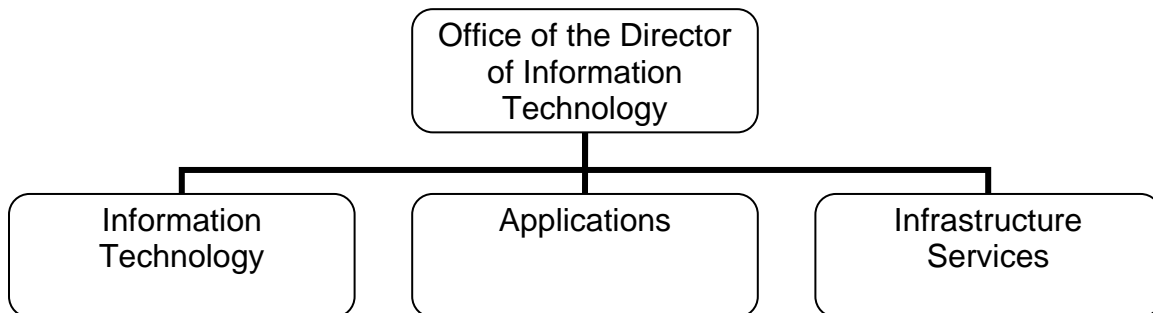 Office of the Director
of Information
Technology
Information
Technology
Applications
Infrastructure
Services